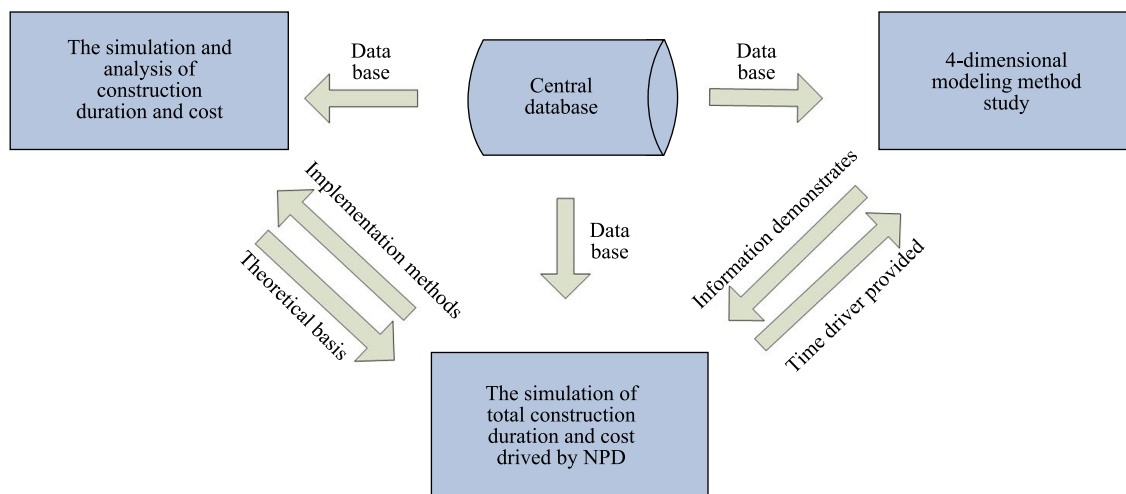 The simulation and
analysis of
construction
duration and cost
Data
base
Central
database
Data
base
4-dimensional
modeling method
study
Implementation methods
Theoretical basis
Data
base
Information demonstrates
Time driver provided
The simulation of
total construction
duration and cost
drived by NPD